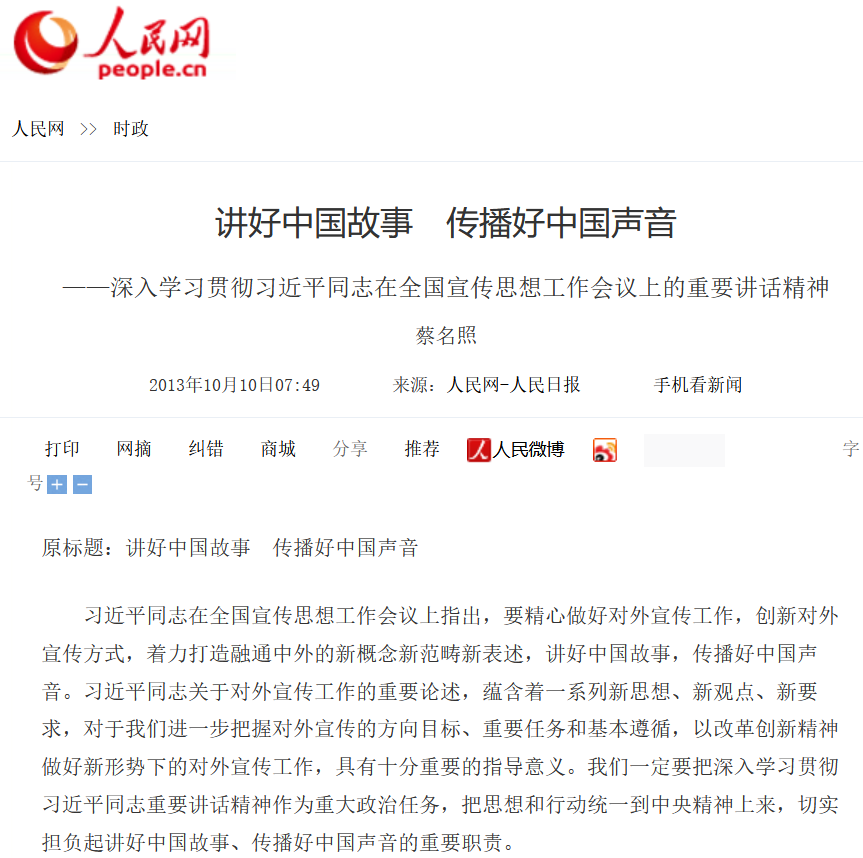 人民网
people.cn
人民网 >> 时政
讲好中国故事　传播好中国声音
——深入学习贯彻习近平同志在全国宣传思想工作会议上的重要讲话精神
蔡名照
2013年10月10日07:49　来源：人民网-人民日报　手机看新闻
打印　网摘　纠错　商城　分享　推荐　人民微博　字
号
原标题：讲好中国故事　传播好中国声音
习近平同志在全国宣传思想工作会议上指出，要精心做好对外宣传工作，创新对外
宣传方式，着力打造融通中外的新概念新范畴新表述，讲好中国故事，传播好中国声
音。习近平同志关于对外宣传工作的重要论述，蕴含着一系列新思想、新观点、新要
求，对于我们进一步把握对外宣传的方向目标、重要任务和基本遵循，以改革创新精神
做好新形势下的对外宣传工作，具有十分重要的指导意义。我们一定要把深入学习贯彻
习近平同志重要讲话精神作为重大政治任务，把思想和行动统一到中央精神上来，切实
担负起讲好中国故事、传播好中国声音的重要职责。